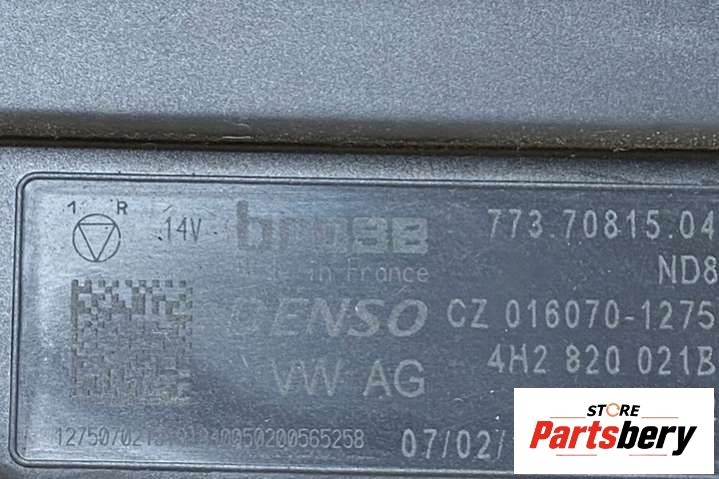 1 R 14V brose 773.70815.04
Made in France ND8
DENSO CZ 016070-1275
VW AG 4H2 820 021B
07/02/
STORE
Partsbery